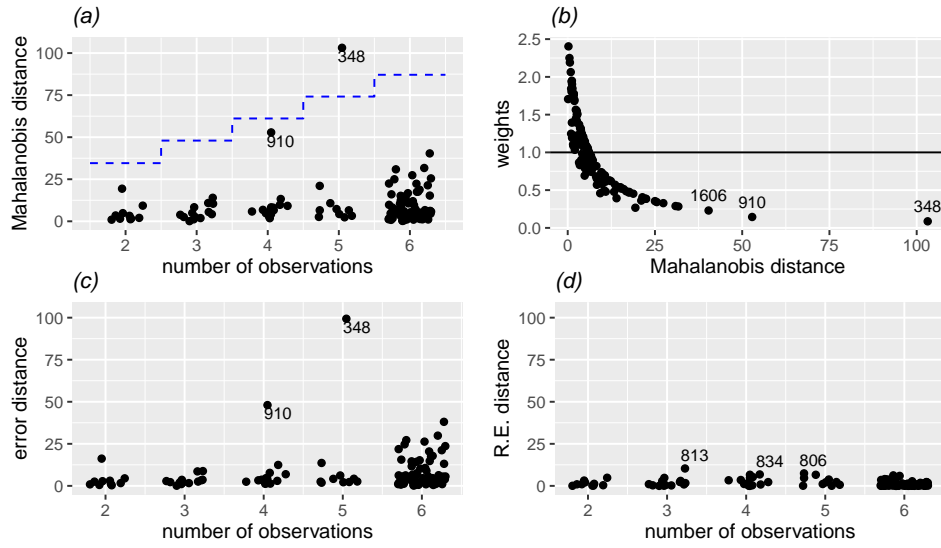 (a)
Mahalanobis distance
100
75
50
25
0
348
910
2 3 4 5 6
number of observations
(b)
weights
2.5
2.0
1.5
1.0
0.5
0.0
1606 910 348
0 25 50 75 100
Mahalanobis distance
(c)
error distance
100
75
50
25
0
348
910
2 3 4 5 6
number of observations
(d)
R.E. distance
100
75
50
25
0
813 834 806
2 3 4 5 6
number of observations